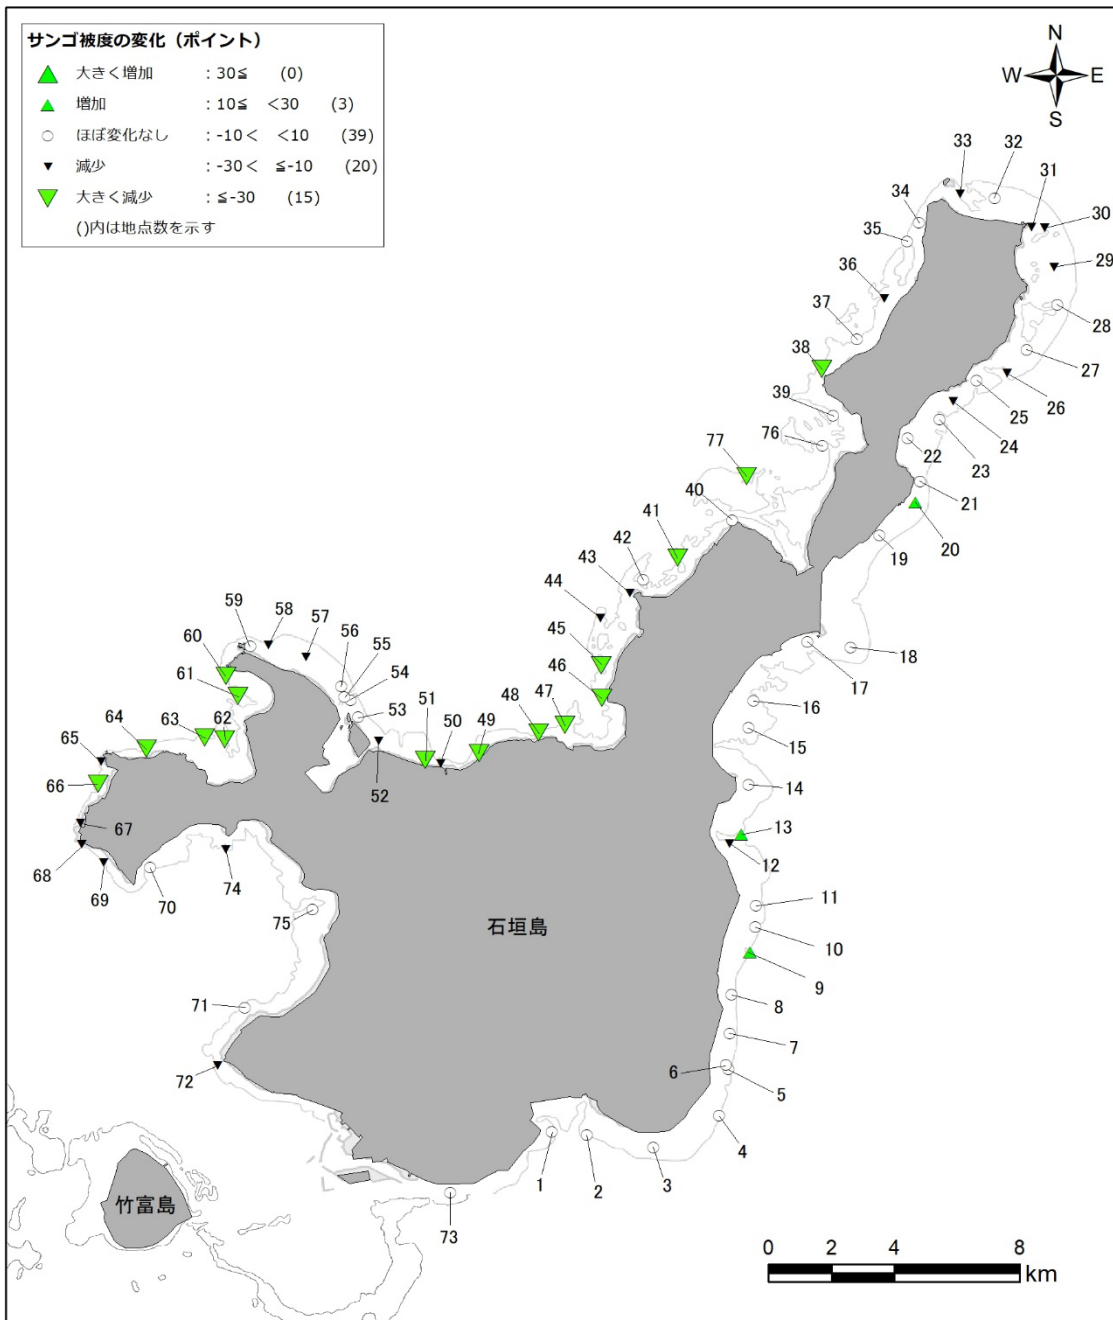 サンゴ被度の変化（ポイント）
大きく増加 ：30≦ (0)
増加 ：10≦ ＜30 (3)
ほぼ変化なし ：-10＜ ＜10 (39)
減少 ：-30＜ ≦-10 (20)
大きく減少 ：≦-30 (15)
()内は地点数を示す
N
W E
S
33 32
34 31
30
35
29
36
28
37
27
38
26
39 25
24
76 23
77 22
21
40
41 20
42 19
43
44
59 58 57
60 56 55 45 18
61 54 46 17
53 16
64 63 62 51 50 49 48 47 15
65
52 14
66
67 13
68 12
69 70 74
11
75 石垣島 10
9
8
71
7
6
72 5
4
竹富島 1 2 3
73
0 2 4 8
km